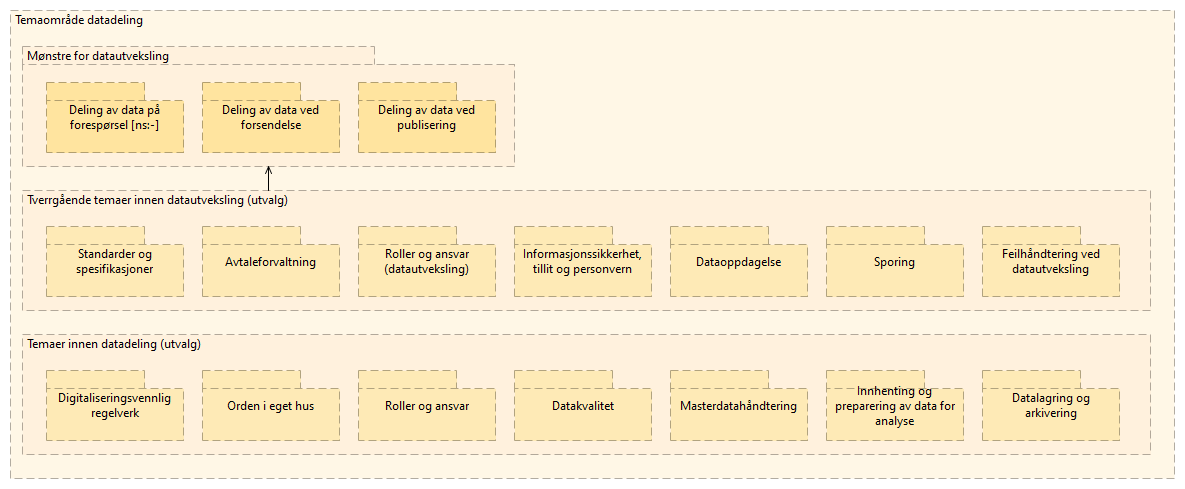 Temaområde datadeling
Mønstre for datautveksling
Deling av data på
forespørsel [ns:-]
Deling av data ved
forsendelse
Deling av data ved
publisering
Tverrgående temaer innen datautveksling (utvalg)
Standarder og
spesifikasjoner
Avtaleforvaltning
Roller og ansvar
(datautveksling)
Informasjonssikkerhet,
tillit og personvern
Dataoppdagelse
Sporing
Feilhåndtering ved
datautveksling
Temaer innen datadeling (utvalg)
Digitaliseringsvennlig
regelverk
Orden i eget hus
Roller og ansvar
Datakvalitet
Masterdatahåndtering
Innhenting og
preparering av data for
analyse
Datalagring og
arkivering